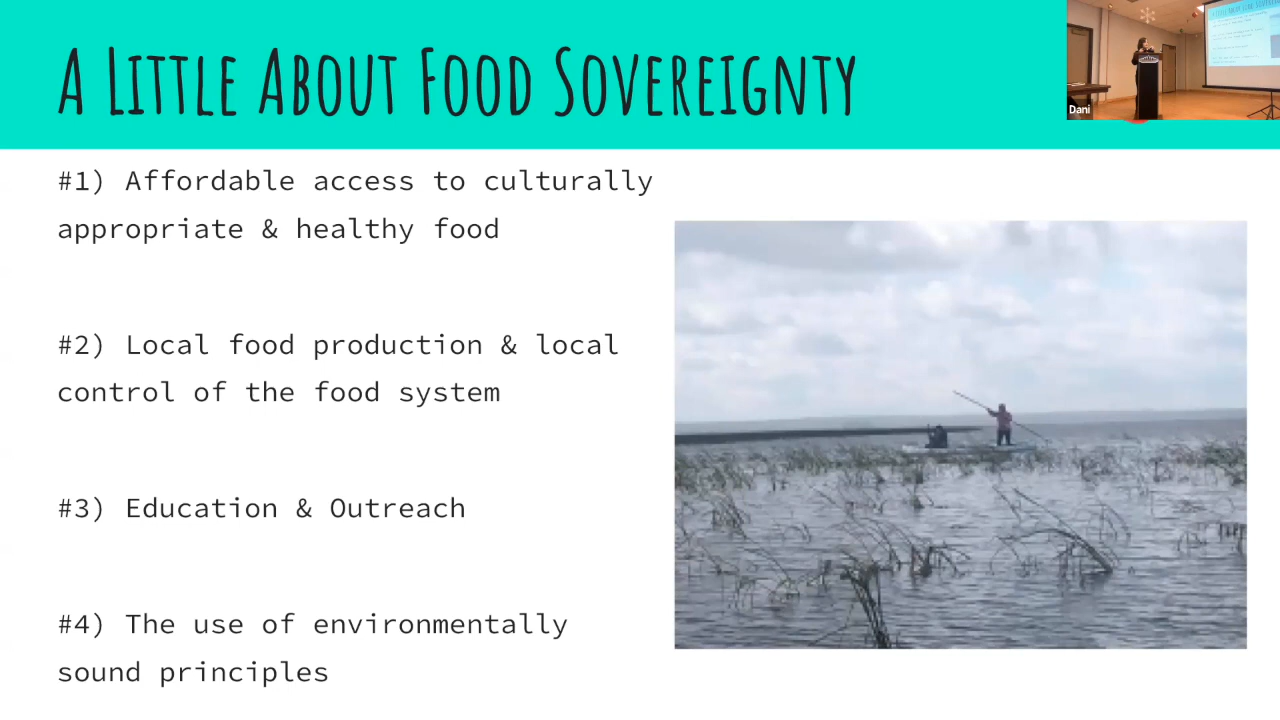 A Little About Food Sovereignty
Dani
#1) Affordable access to culturally
appropriate & healthy food
#2) Local food production & local
control of the food system
#3) Education & Outreach
#4) The use of environmentally
sound principles